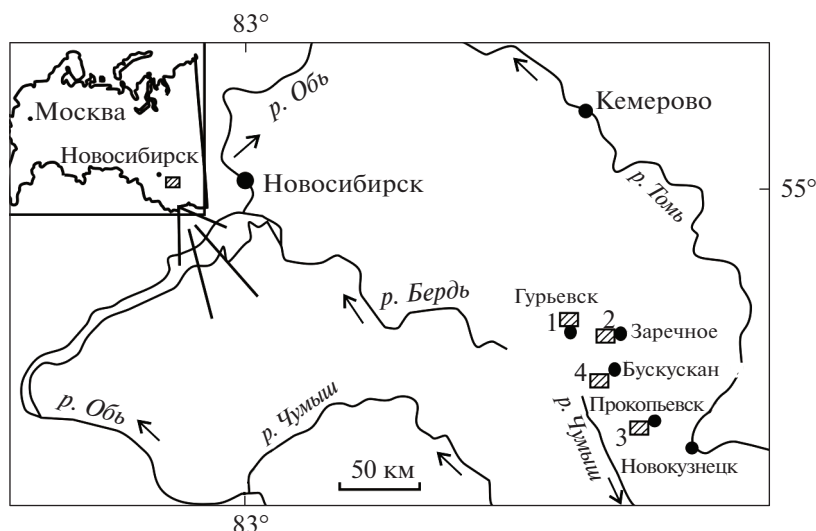 83°
Москва
Новосибирск
р. Обь
Кемерово
Новосибирск
55°
р. Томь
р. Бердь
Гурьевск
1
2
Заречное
4
Бускускан
р. Обь
р. Чумыш
р. Чумыш
Прокопьевск
3
50 км
Новокузнецк
83°